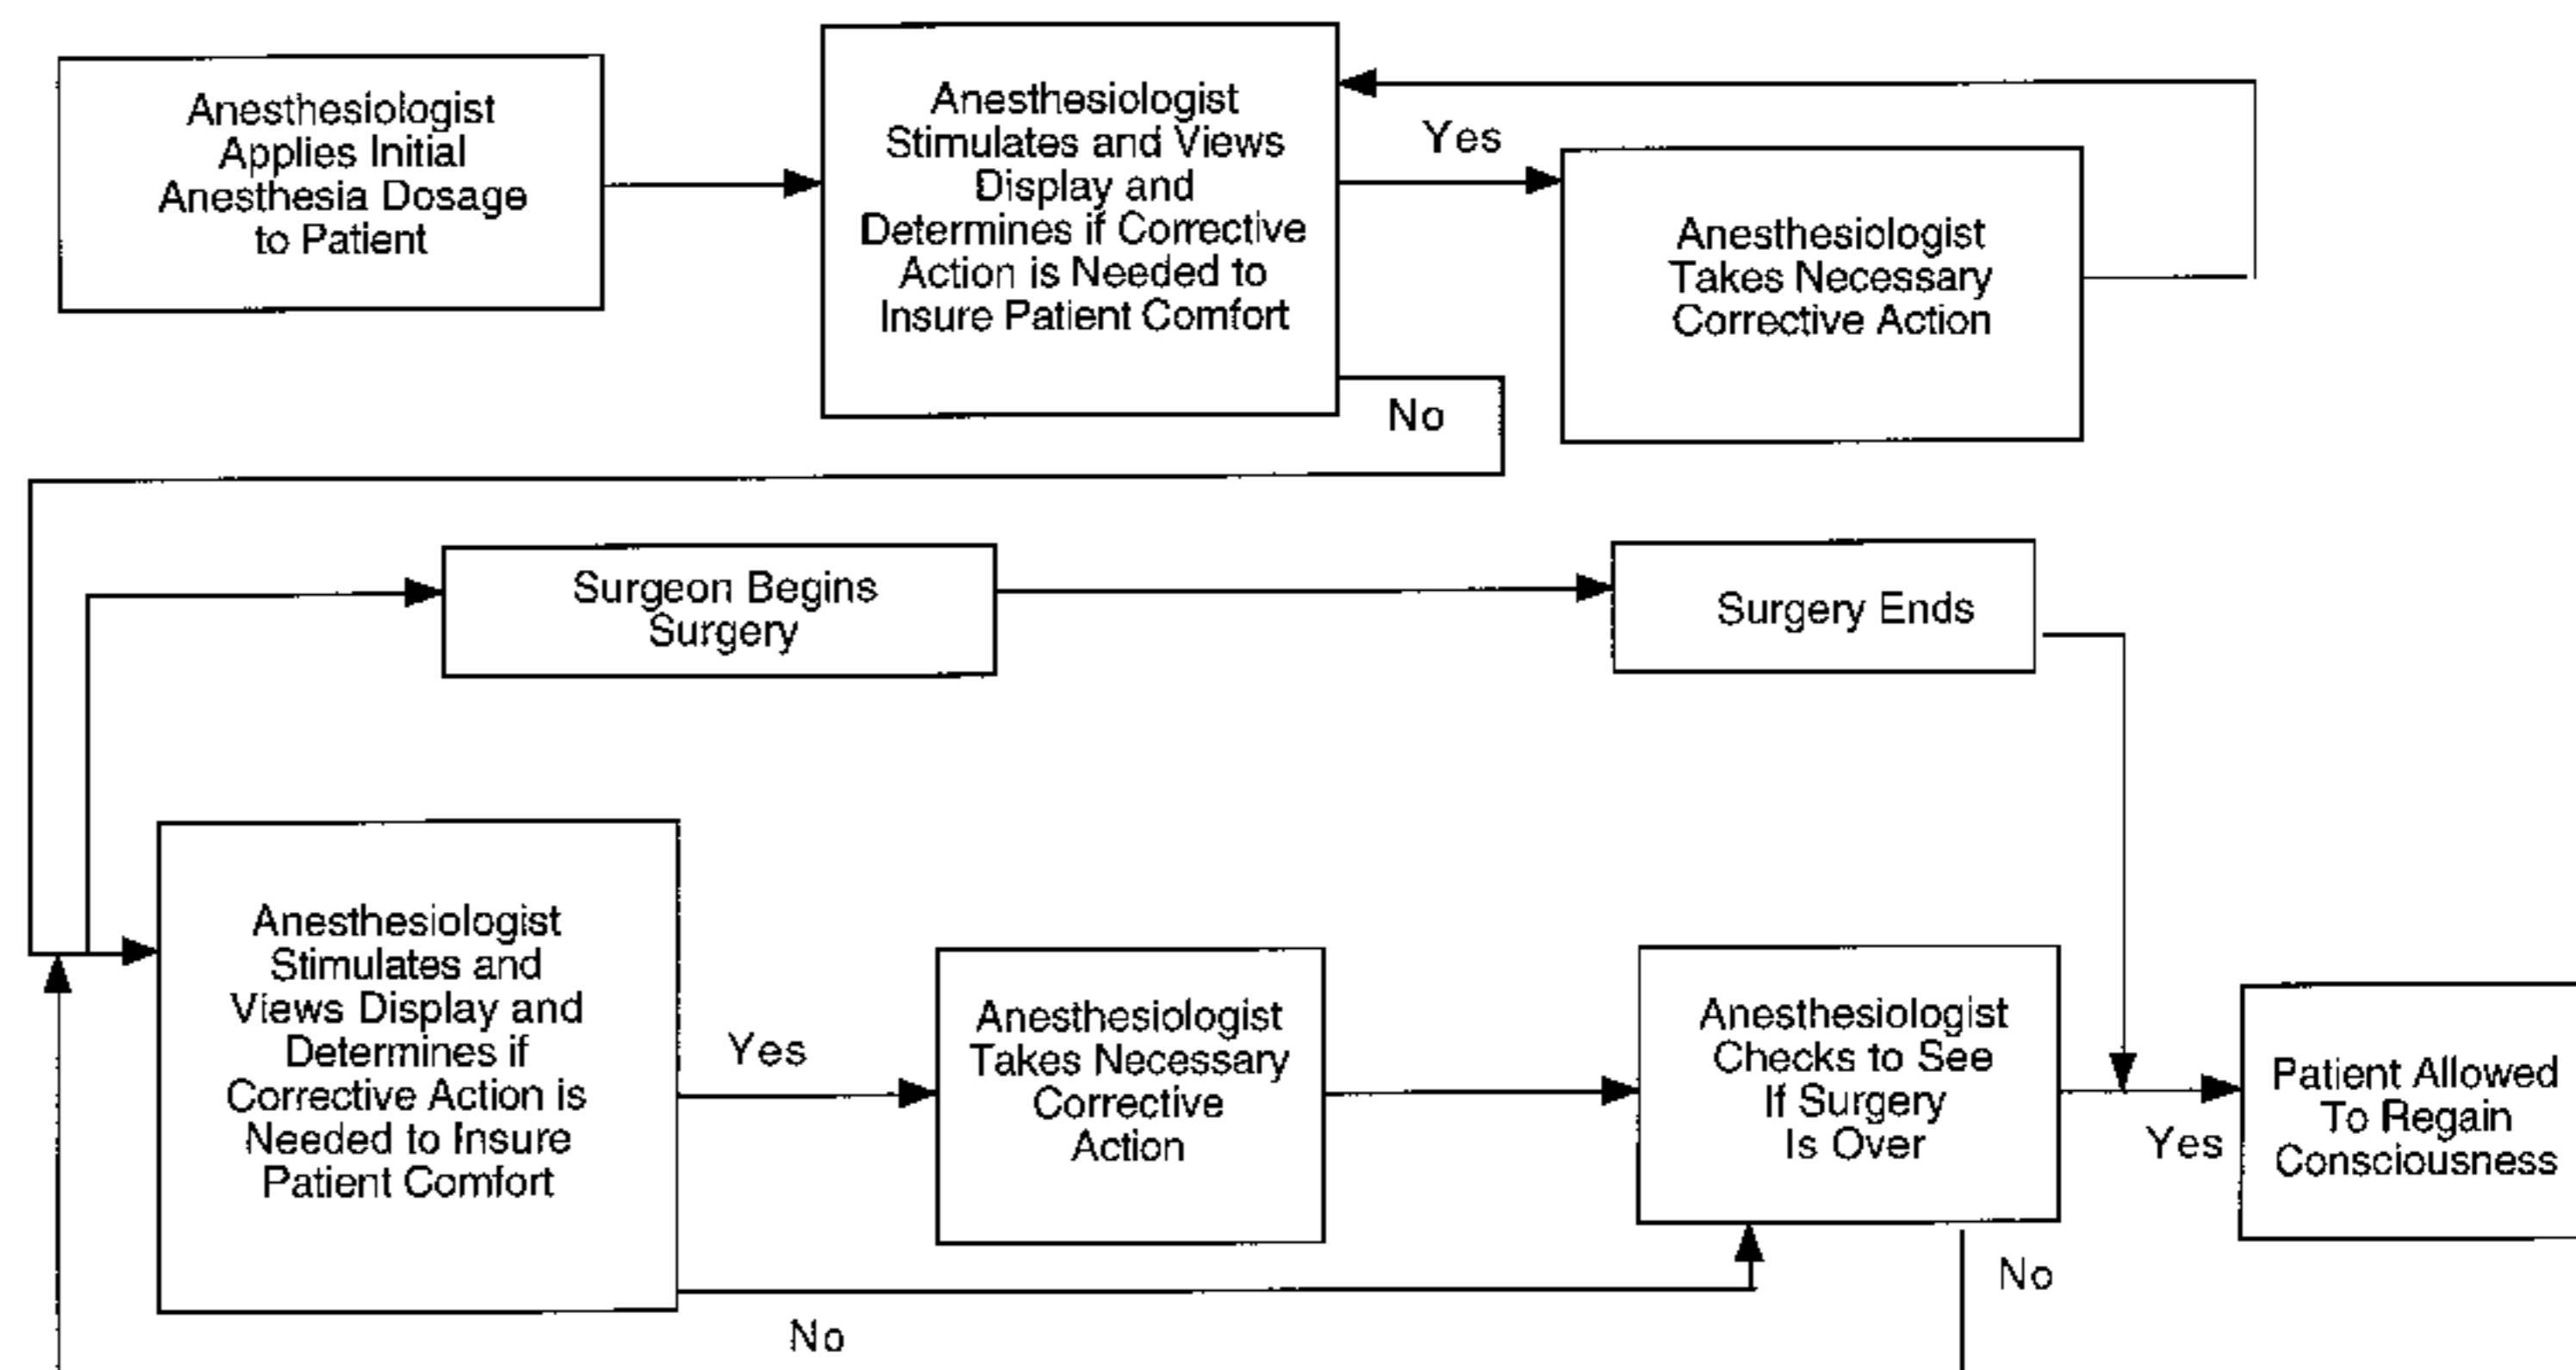 Anesthesiologist
Applies Initial
Anesthesia Dosage
to Patient
Anesthesiologist
Stimulates and Views
Display and
Determines if Corrective
Action is Needed to
Insure Patient Comfort
Yes
Anesthesiologist
Takes Necessary
Corrective Action
No
Surgeon Begins
Surgery
Surgery Ends
Anesthesiologist
Stimulates and
Views Display and
Determines if
Corrective Action is
Needed to Insure
Patient Comfort
Yes
Anesthesiologist
Takes Necessary
Corrective
Action
Anesthesiologist
Checks to See
If Surgery
Is Over
Yes
Patient Allowed
To Regain
Consciousness
No
No